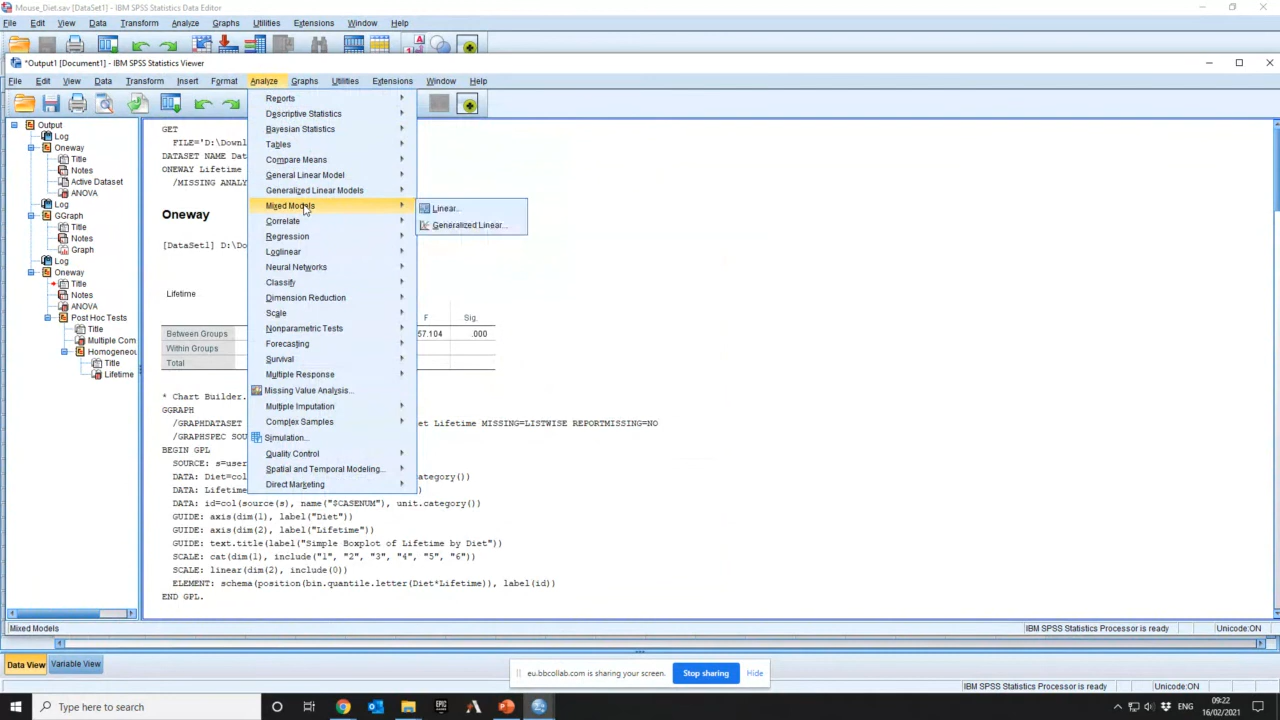 Mouse_Diet.sav [DataSet1] - IBM SPSS Statistics Data Editor
File Edit View Data Transform Analyze Graphs Utilities Extensions Window Help
*Output1 [Document1] - IBM SPSS Statistics Viewer
File Edit View Data Transform Insert Format Analyze Graphs Utilities Extensions Window Help
Output
Log
Oneway
Title
Notes
Active Dataset
ANOVA
Log
GGraph
Title
Notes
Graph
Log
Oneway
Title
Notes
ANOVA
Post Hoc Tests
Title
Multiple Com
Homogeneou
Title
Lifetime
Reports
Descriptive Statistics
Bayesian Statistics
Tables
Compare Means
General Linear Model
Generalized Linear Models
Mixed Models
Correlate
Regression
Loglinear
Neural Networks
Classify
Dimension Reduction
Scale
Nonparametric Tests
Forecasting
Survival
Multiple Response
Missing Value Analysis...
Multiple Imputation
Complex Samples
Simulation...
Quality Control
Spatial and Temporal Modeling...
Direct Marketing
Linear...
Generalized Linear...
GET
FILE='D:\Downl
DATASET NAME Dat
ONEWAY Lifetime
/MISSING ANALY
Oneway
[DataSet1] D:\Do
Lifetime
F Sig.
Between Groups 57.104 .000
Within Groups
Total
* Chart Builder.
GGRAPH
/GRAPHDATASET et Lifetime MISSING=LISTWISE REPORTMISSING=NO
/GRAPHSPEC SOU
BEGIN GPL
SOURCE: s=user
DATA: Diet=col ategory())
DATA: Lifetime )
DATA: id=col(source(s), name("$CASENUM"), unit.category())
GUIDE: axis(dim(1), label("Diet"))
GUIDE: axis(dim(2), label("Lifetime"))
GUIDE: text.title(label("Simple Boxplot of Lifetime by Diet"))
SCALE: cat(dim(1), include("1", "2", "3", "4", "5", "6"))
SCALE: linear(dim(2), include(0))
ELEMENT: schema(position(bin.quantile.letter(Diet*Lifetime)), label(id))
END GPL.
Mixed Models IBM SPSS Statistics Processor is ready Unicode:ON
Data View Variable View
eu.bbcollab.com is sharing your screen. Stop sharing Hide
IBM SPSS Statistics Processor is ready Unicode:ON
Type here to search
EPIC
09:22
16/02/2021